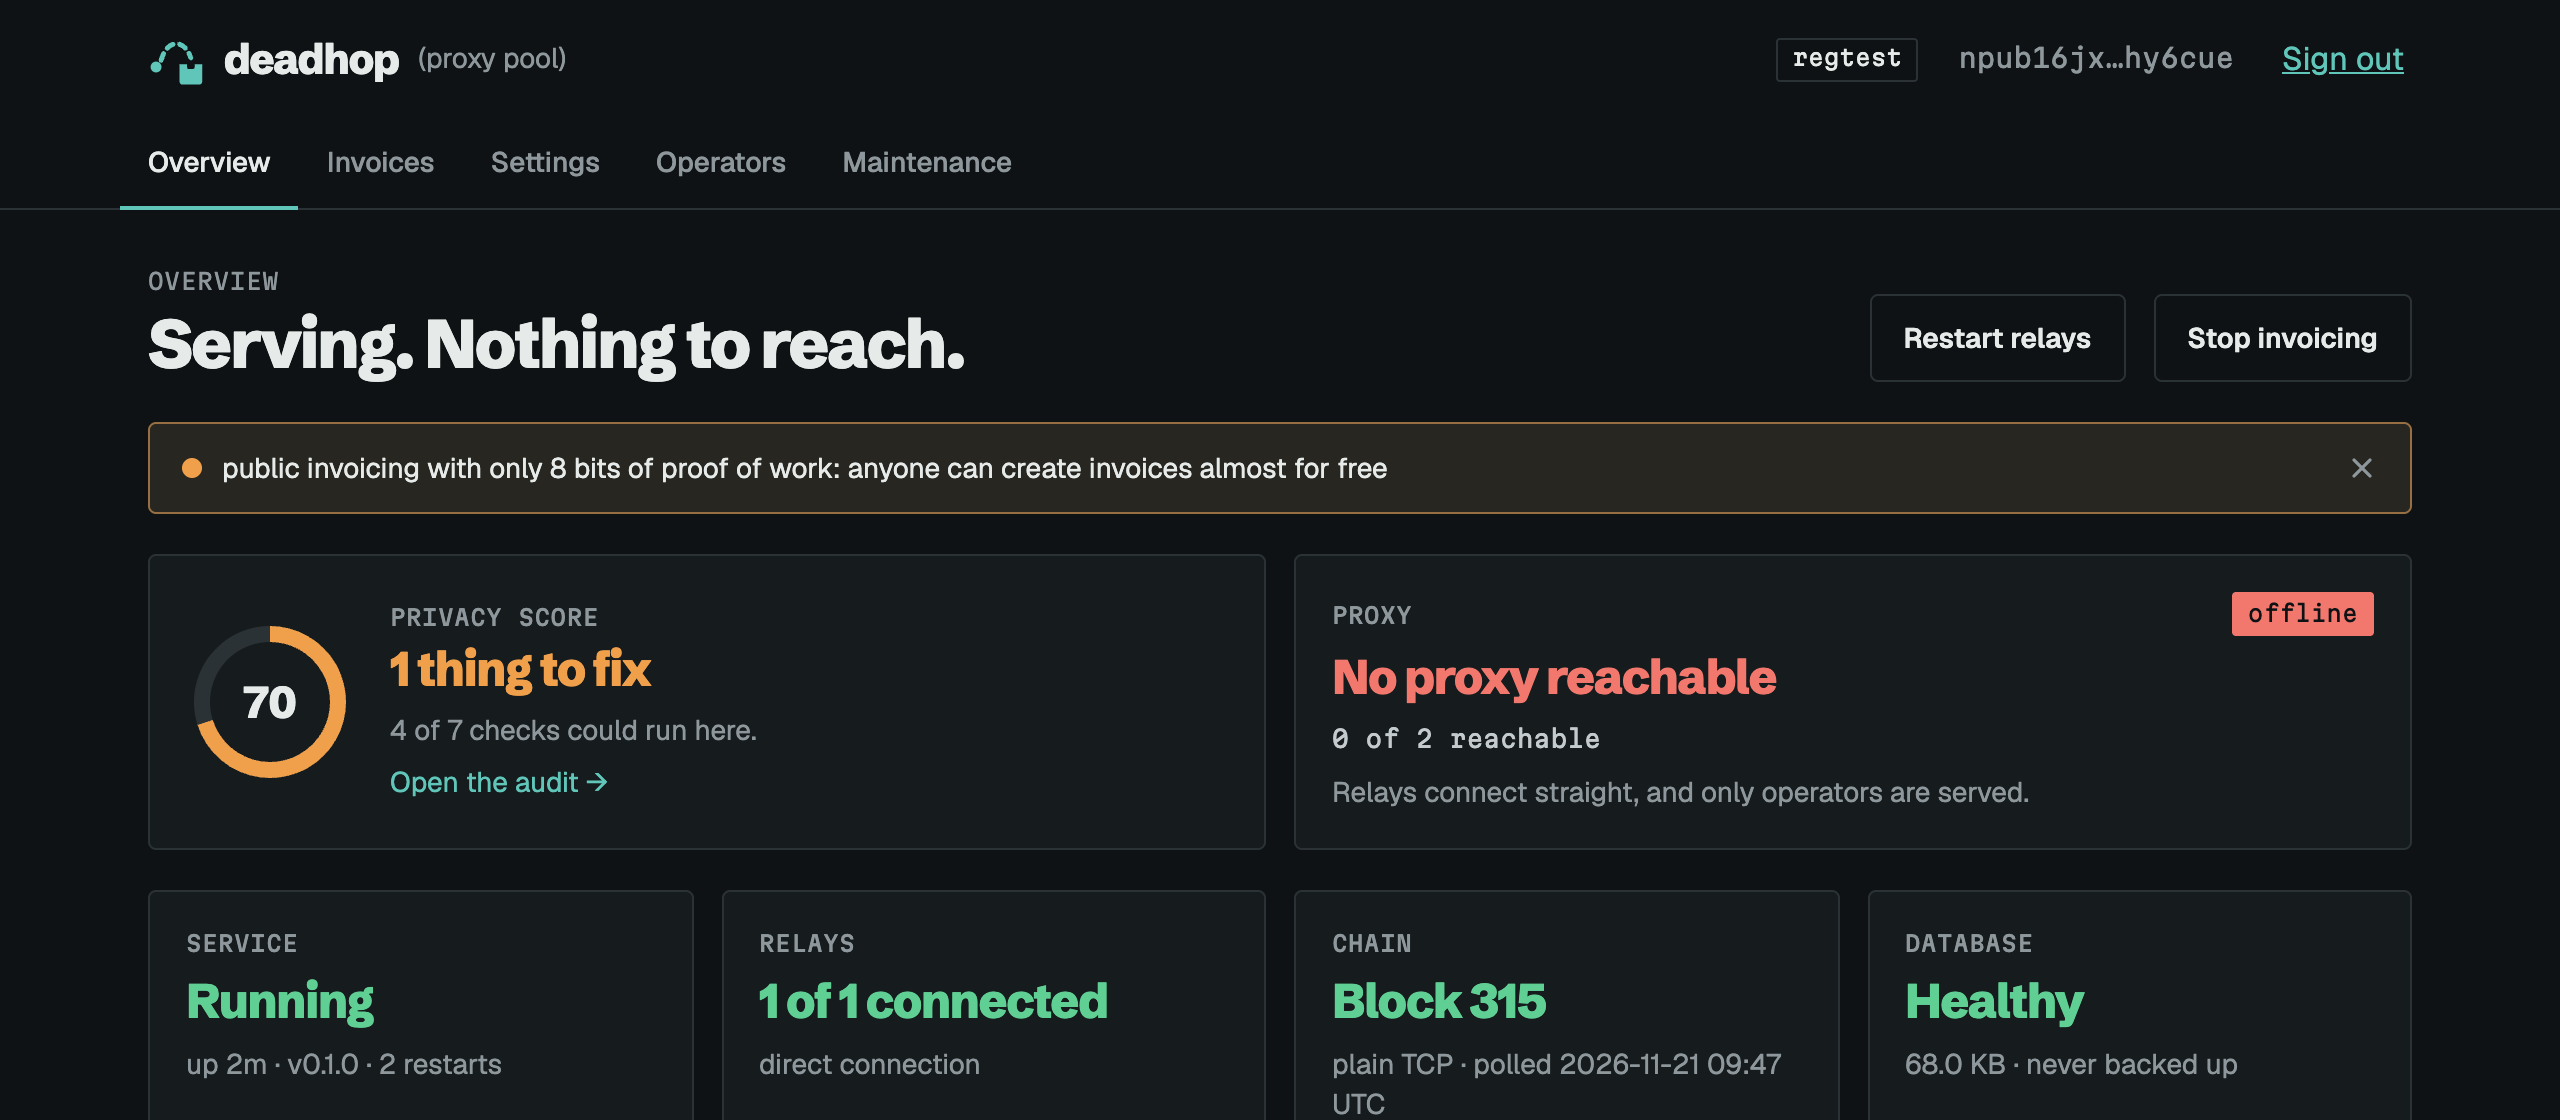 deadhop (proxy pool)
regtest npub16jx…hy6cue Sign out
Overview Invoices Settings Operators Maintenance
OVERVIEW
Serving. Nothing to reach.
Restart relays Stop invoicing
public invoicing with only 8 bits of proof of work: anyone can create invoices almost for free
70
PRIVACY SCORE
1 thing to fix
4 of 7 checks could run here.
Open the audit →
PROXY
offline
No proxy reachable
0 of 2 reachable
Relays connect straight, and only operators are served.
SERVICE
Running
up 2m · v0.1.0 · 2 restarts
RELAYS
1 of 1 connected
direct connection
CHAIN
Block 315
plain TCP · polled 2026-11-21 09:47
UTC
DATABASE
Healthy
68.0 KB · never backed up